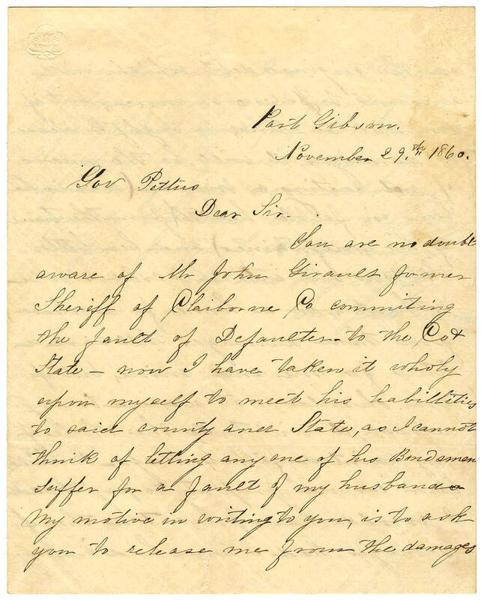 Port Gibson.
November 29.th 1860.
Gov Pettus
Dear Sir.
You are no doubt
aware of Mr John Girault former
Sheriff of Claiborne Co commiting
the fault of Defaulter to the Co &
State – now I have taken it wholy
upon myself to meet his liabillities
to said county and State, as I cannot
think of letting any one of his Bondsmen
suffer for a fault of my husbands
My motive in writing to you, is to ask
you to release me from the damages